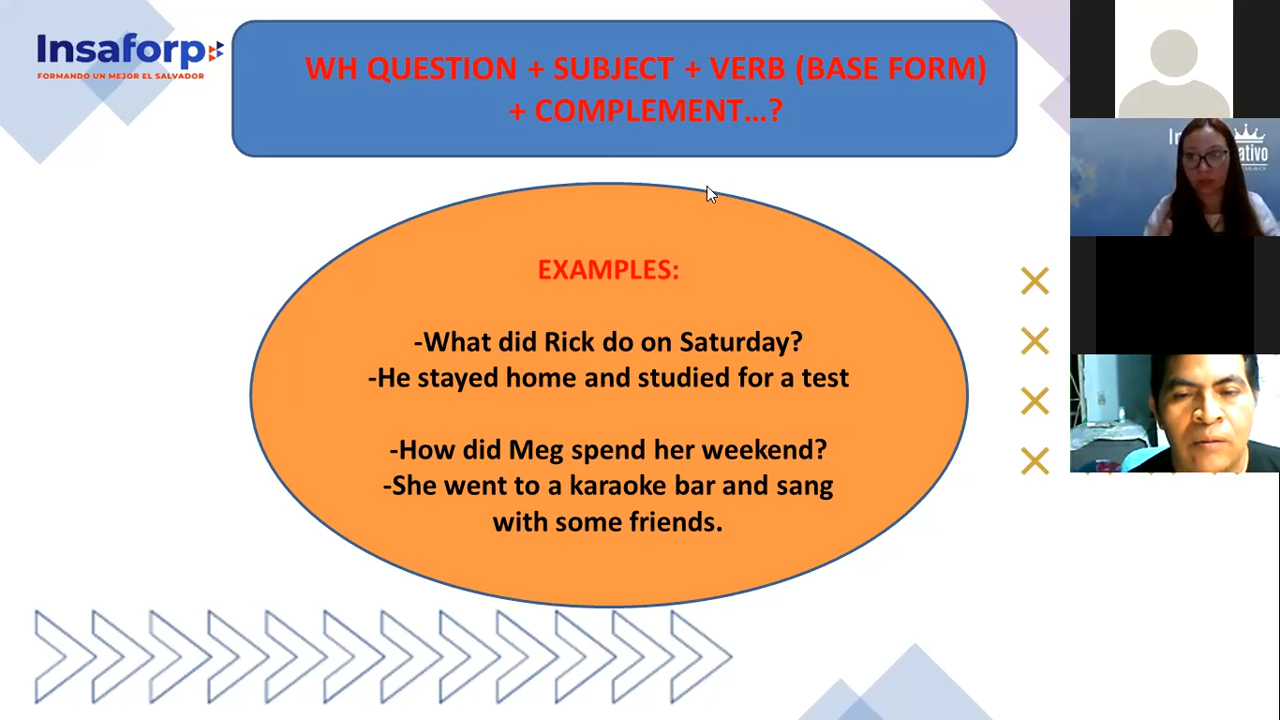 Insaforp
FORMANDO UN MEJOR EL SALVADOR
WH QUESTION + SUBJECT + VERB (BASE FORM)
+ COMPLEMENT...?
EXAMPLES:
-What did Rick do on Saturday?
-He stayed home and studied for a test
-How did Meg spend her weekend?
-She went to a karaoke bar and sang
with some friends.